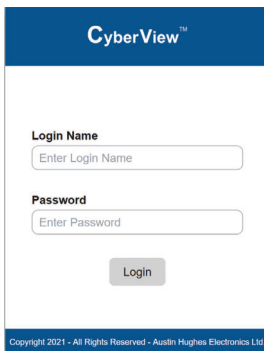 CyberView™
Login Name
Enter Login Name
Password
Enter Password
Login
Copyright 2021 - All Rights Reserved - Austin Hughes Electronics Ltd.